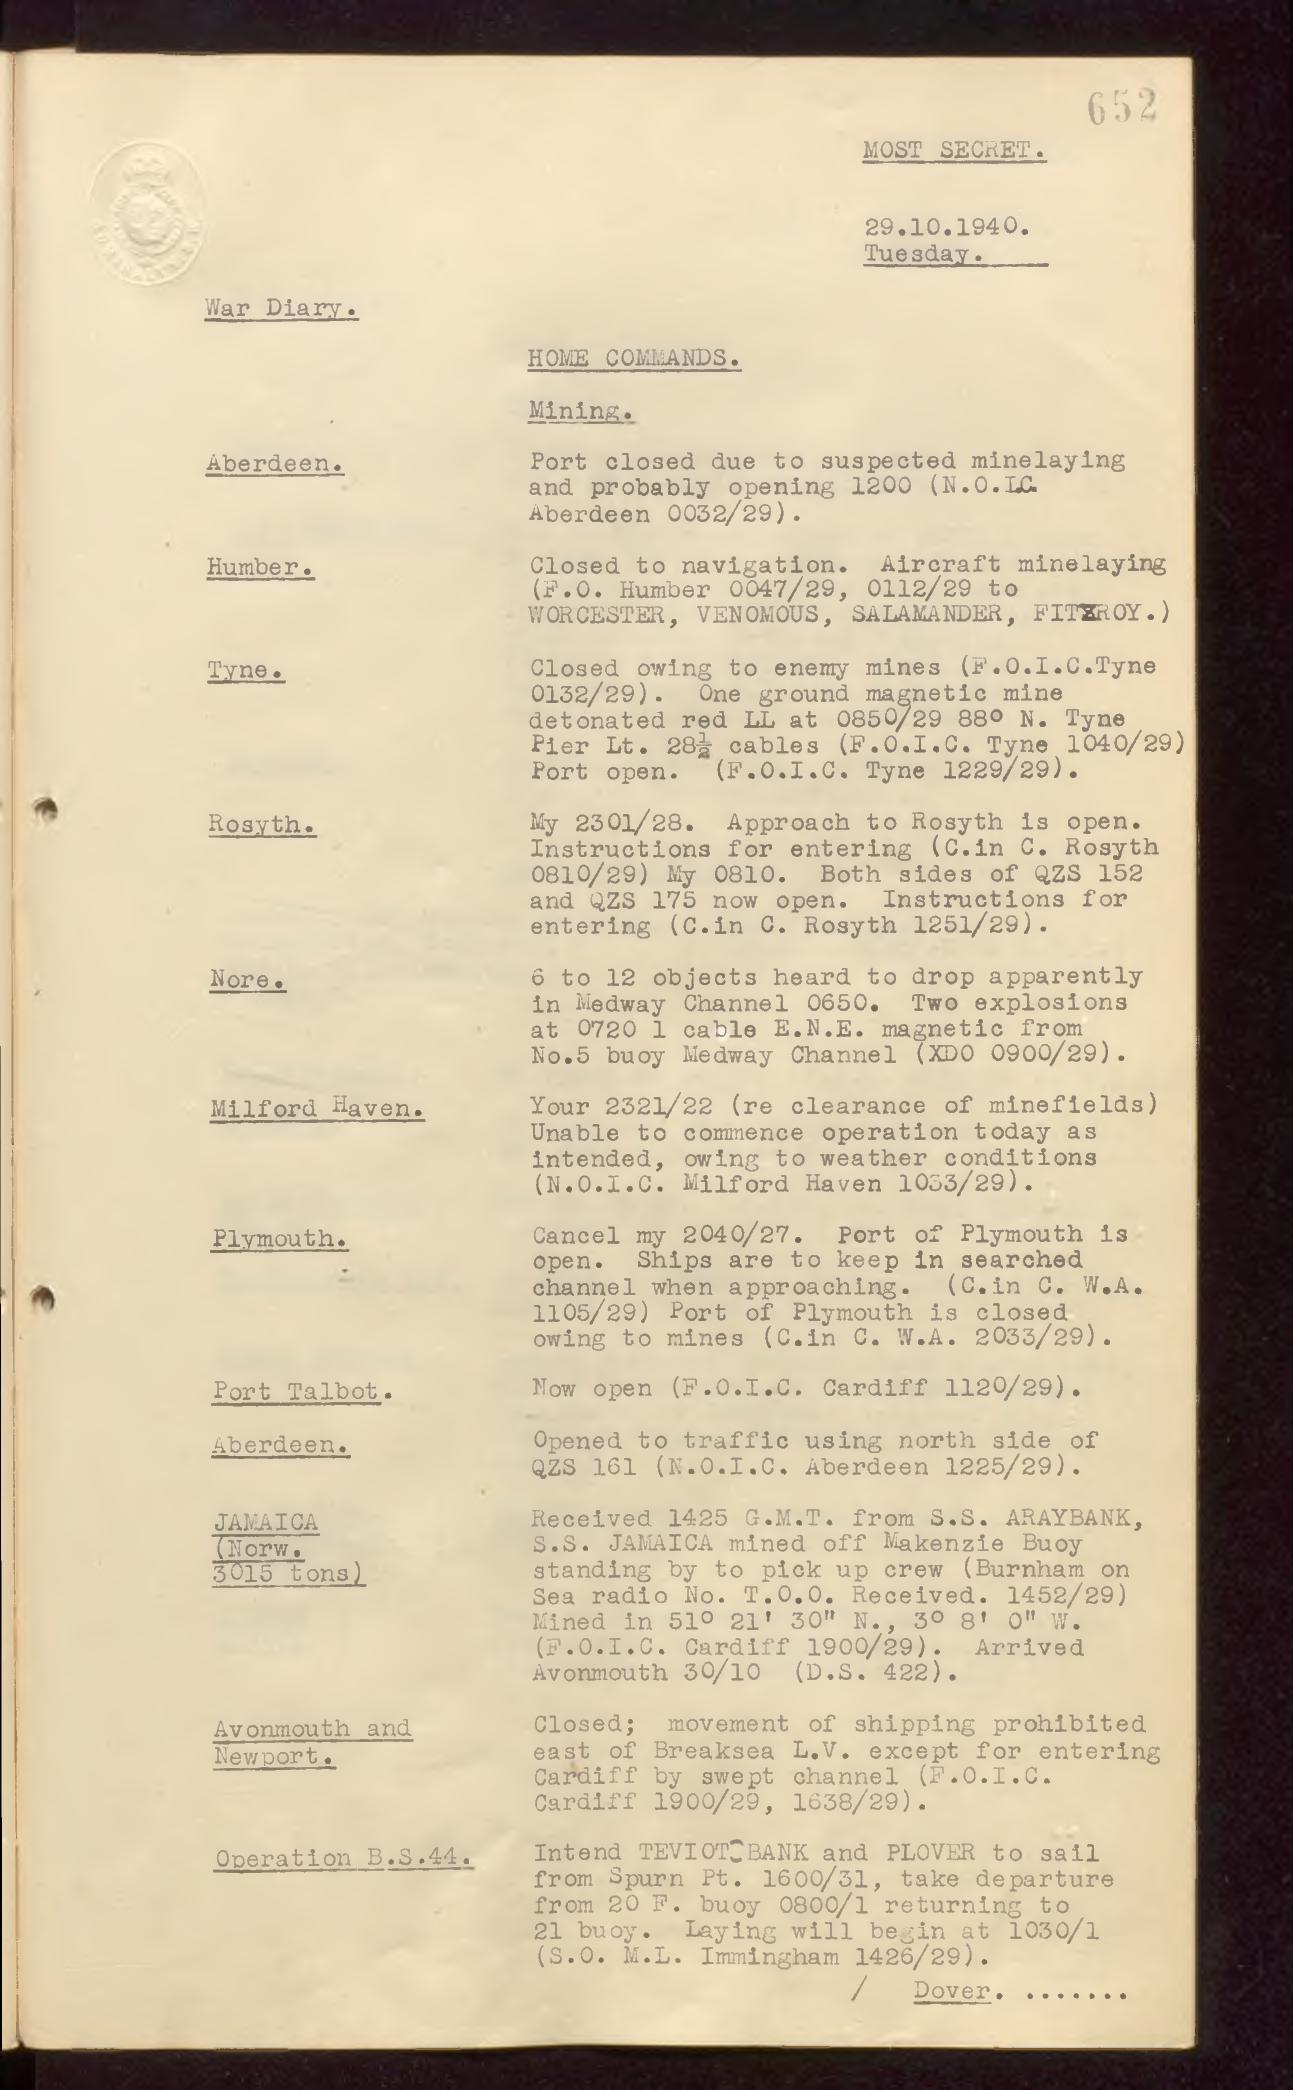 652
MOST SECRET.
29.10.1940.
Tuesday.
War Diary.
HOME COMMANDS.
Mining.
Aberdeen. Port closed due to suspected minelaying
and probably opening 1200 (N.O.IC.
Aberdeen 0032/29).
Humber. Closed to navigation. Aircraft minelaying
(F.O. Humber 0047/29, 0112/29 to
WORCESTER, VENOMOUS, SALAMANDER, FITZROY.)
Tyne. Closed owing to enemy mines (F.O.I.C.Tyne
0132/29). One ground magnetic mine
detonated red LL at 0850/29 88° N. Tyne
Pier Lt. 28½ cables (F.O.I.C. Tyne 1040/29)
Port open. (F.O.I.C. Tyne 1229/29).
Rosyth. My 2301/28. Approach to Rosyth is open.
Instructions for entering (C.in C. Rosyth
0810/29) My 0810. Both sides of QZS 152
and QZS 175 now open. Instructions for
entering (C.in C. Rosyth 1251/29).
Nore. 6 to 12 objects heard to drop apparently
in Medway Channel 0650. Two explosions
at 0720 1 cable E.N.E. magnetic from
No.5 buoy Medway Channel (XDO 0900/29).
Milford Haven. Your 2321/22 (re clearance of minefields)
Unable to commence operation today as
intended, owing to weather conditions
(N.O.I.C. Milford Haven 1033/29).
Plymouth. Cancel my 2040/27. Port of Plymouth is
open. Ships are to keep in searched
channel when approaching. (C.in C. W.A.
1105/29) Port of Plymouth is closed
owing to mines (C.in C. W.A. 2033/29).
Port Talbot. Now open (F.O.I.C. Cardiff 1120/29).
Aberdeen. Opened to traffic using north side of
QZS 161 (N.O.I.C. Aberdeen 1225/29).
JAMAICA Received 1425 G.M.T. from S.S. ARAYBANK,
(Norw. S.S. JAMAICA mined off Makenzie Buoy
3015 tons) standing by to pick up crew (Burnham on
Sea radio No. T.O.O. Received. 1452/29)
Mined in 51° 21' 30" N., 3° 8' 0" W.
(F.O.I.C. Cardiff 1900/29). Arrived
Avonmouth 30/10 (D.S. 422).
Avonmouth and Closed; movement of shipping prohibited
Newport. east of Breaksea L.V. except for entering
Cardiff by swept channel (F.O.I.C.
Cardiff 1900/29, 1638/29).
Operation B.S.44. Intend TEVIOT BANK and PLOVER to sail
from Spurn Pt. 1600/31, take departure
from 20 F. buoy 0800/1 returning to
21 buoy. Laying will begin at 1030/1
(S.O. M.L. Immingham 1426/29).
/ Dover. .......